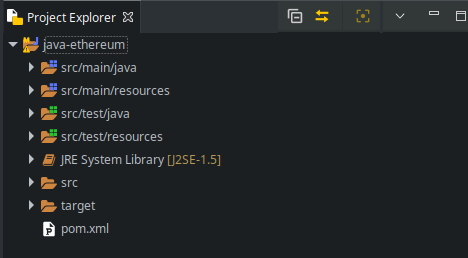 Project Explorer
java-ethereum
src/main/java
src/main/resources
src/test/java
src/test/resources
JRE System Library [J2SE-1.5]
src
target
pom.xml